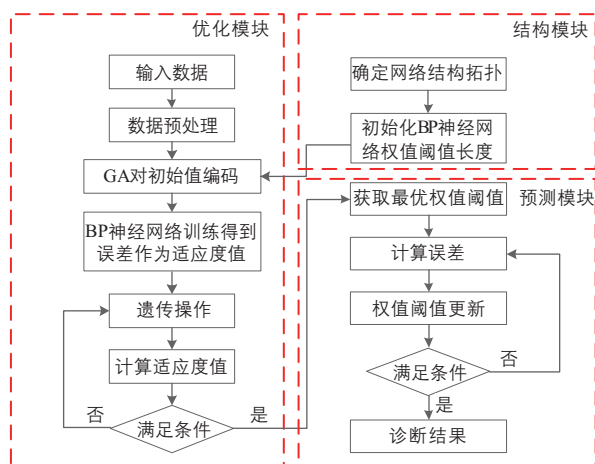 优化模块
输入数据
数据预处理
GA对初始值编码
BP神经网络训练得到
误差作为适应度值
遗传操作
计算适应度值
否
满足条件
是
结构模块
确定网络结构拓扑
初始化BP神经网
络权值阈值长度
预测模块
获取最优权值阈值
计算误差
权值阈值更新
满足条件
否
是
诊断结果